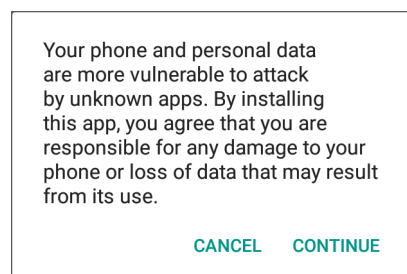 Your phone and personal data
are more vulnerable to attack
by unknown apps. By installing
this app, you agree that you are
responsible for any damage to your
phone or loss of data that may result
from its use.
CANCEL CONTINUE